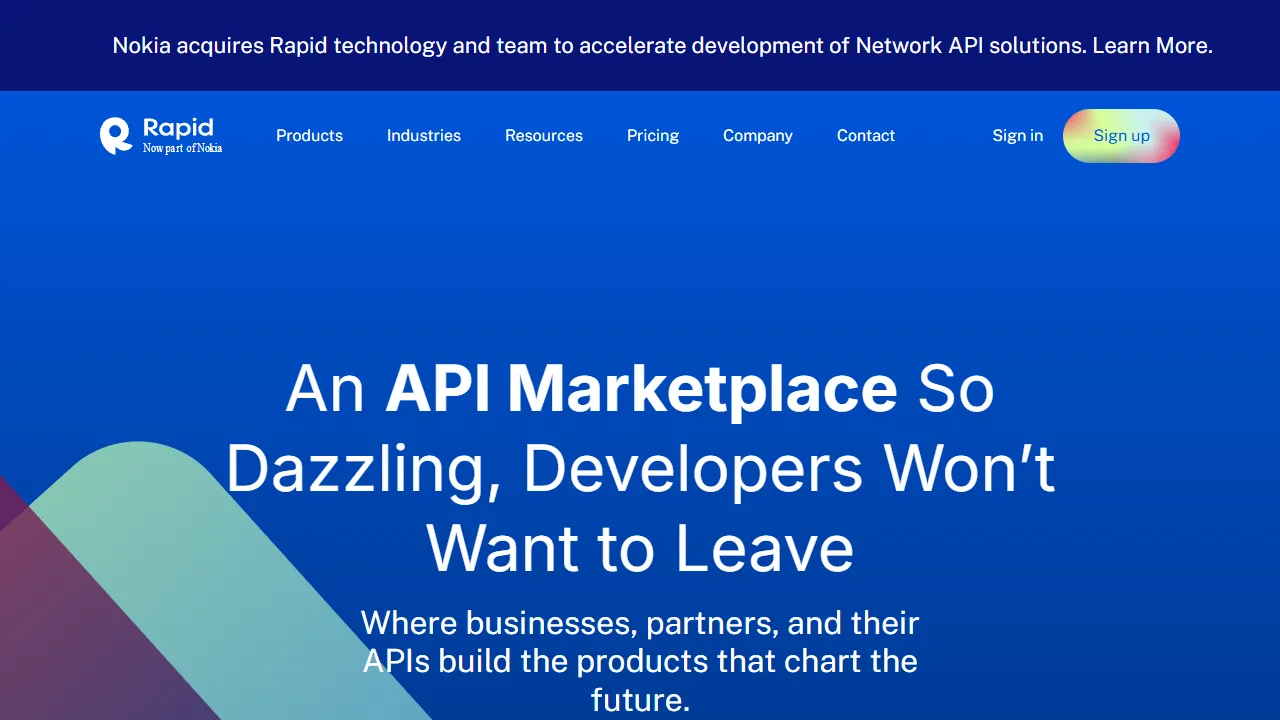 Nokia acquires Rapid technology and team to accelerate development of Network API solutions. Learn More.
Rapid
Now part of Nokia
Products
Industries
Resources
Pricing
Company
Contact
Sign in
Sign up
An API Marketplace So
Dazzling, Developers Won’t
Want to Leave
Where businesses, partners, and their
APIs build the products that chart the
future.